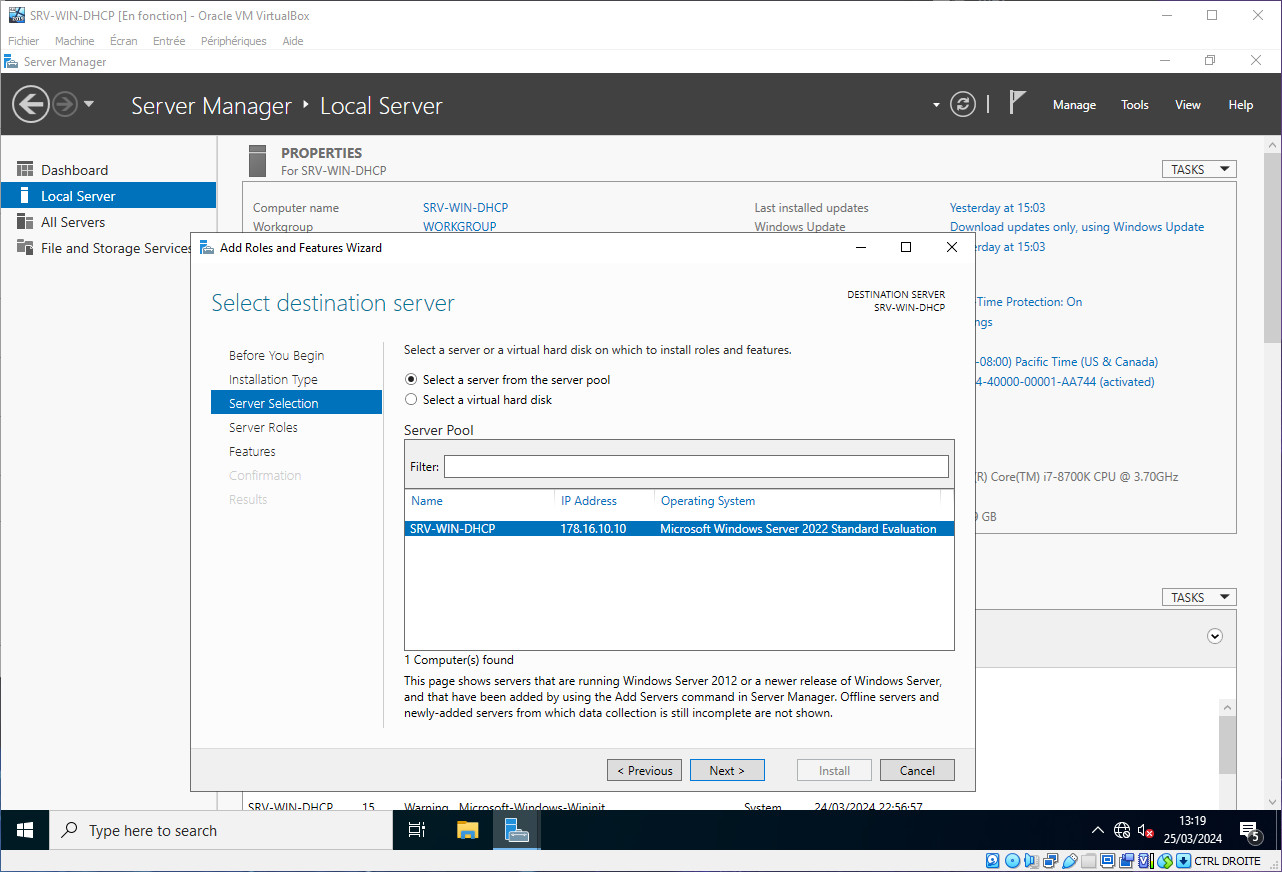 SRV-WIN-DHCP [En fonction] - Oracle VM VirtualBox
Fichier Machine Écran Entrée Périphériques Aide
Server Manager
Server Manager ‣ Local Server
Manage Tools View Help
Dashboard
Local Server
All Servers
File and Storage Services
PROPERTIES
For SRV-WIN-DHCP
TASKS
Computer name SRV-WIN-DHCP Last installed updates Yesterday at 15:03
Workgroup WORKGROUP Windows Update Download updates only, using Windows Update
rday at 15:03
-Time Protection: On
ngs
-08:00) Pacific Time (US & Canada)
4-40000-00001-AA744 (activated)
(R) Core(TM) i7-8700K CPU @ 3.70GHz
GB
TASKS
Add Roles and Features Wizard
Select destination server
DESTINATION SERVER
SRV-WIN-DHCP
Before You Begin
Installation Type
Server Selection
Server Roles
Features
Confirmation
Results
Select a server or a virtual hard disk on which to install roles and features.
Select a server from the server pool
Select a virtual hard disk
Server Pool
Filter:
Name IP Address Operating System
SRV-WIN-DHCP 178.16.10.10 Microsoft Windows Server 2022 Standard Evaluation
1 Computer(s) found
This page shows servers that are running Windows Server 2012 or a newer release of Windows Server,
and that have been added by using the Add Servers command in Server Manager. Offline servers and
newly-added servers from which data collection is still incomplete are not shown.
< Previous Next > Install Cancel
SRV-WIN-DHCP 15 Warning Microsoft-Windows-Wininit System 24/03/2024 22:56:57
Type here to search
13:19
25/03/2024
5
CTRL DROITE